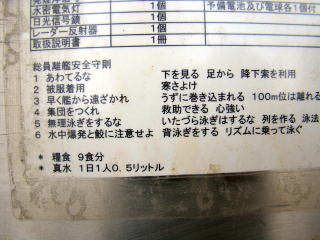 水密電気灯 1個 予備電池及び電球各1個付
日光信号鏡 1個
レーダー反射器 1個
取扱説明書 1冊
総員離艦安全守則
1 あわてるな 下を見る 足から 降下索を利用
2 被服着用 寒さよけ
3 早く艦から遠ざかれ うずに巻き込まれる 100m位は離れる
4 集団をつくれ 救助できる 心強い
5 無理泳ぎをするな いたづら泳ぎはするな 列を作る 泳法
6 水中爆発と鮫に注意せよ 背泳ぎをする リズムに乗って泳ぐ
* 糧食 9食分
* 真水 1日1人0.5リットル